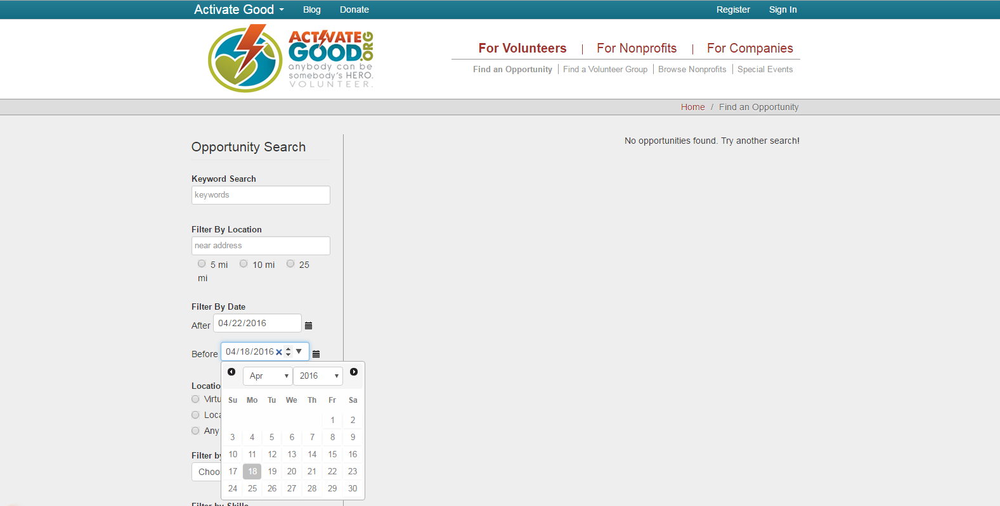 Activate Good Blog Donate Register Sign In
ACTIVATE
GOOD.ORG
anybody can be
somebody's HERO.
VOLUNTEER.
For Volunteers | For Nonprofits | For Companies
Find an Opportunity | Find a Volunteer Group | Browse Nonprofits | Special Events
Home / Find an Opportunity
No opportunities found. Try another search!
Opportunity Search
Keyword Search
keywords
Filter By Location
near address
5 mi 10 mi 25
mi
Filter By Date
After 04/22/2016
Before 04/18/2016
Apr 2016
Su Mo Tu We Th Fr Sa
1 2
3 4 5 6 7 8 9
10 11 12 13 14 15 16
17 18 19 20 21 22 23
24 25 26 27 28 29 30
Locatio
Virtu
Loca
Any
Filter by
Choo
Filter by Skills